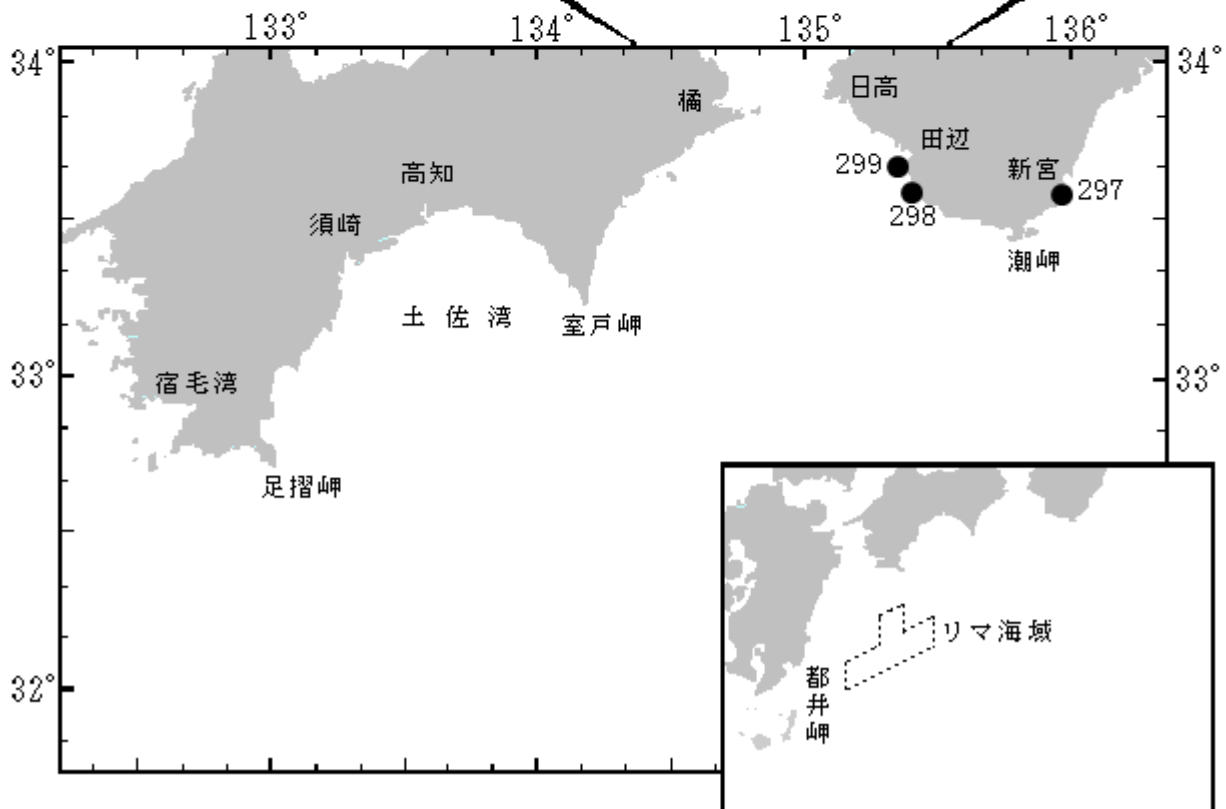 133°
134°
135°
136°
34°
34°
橘
日高
田辺
高知
299
新宮
297
須崎
298
潮岬
土佐湾
室戸岬
33°
33°
宿毛湾
足摺岬
リマ海域
32°
都井岬